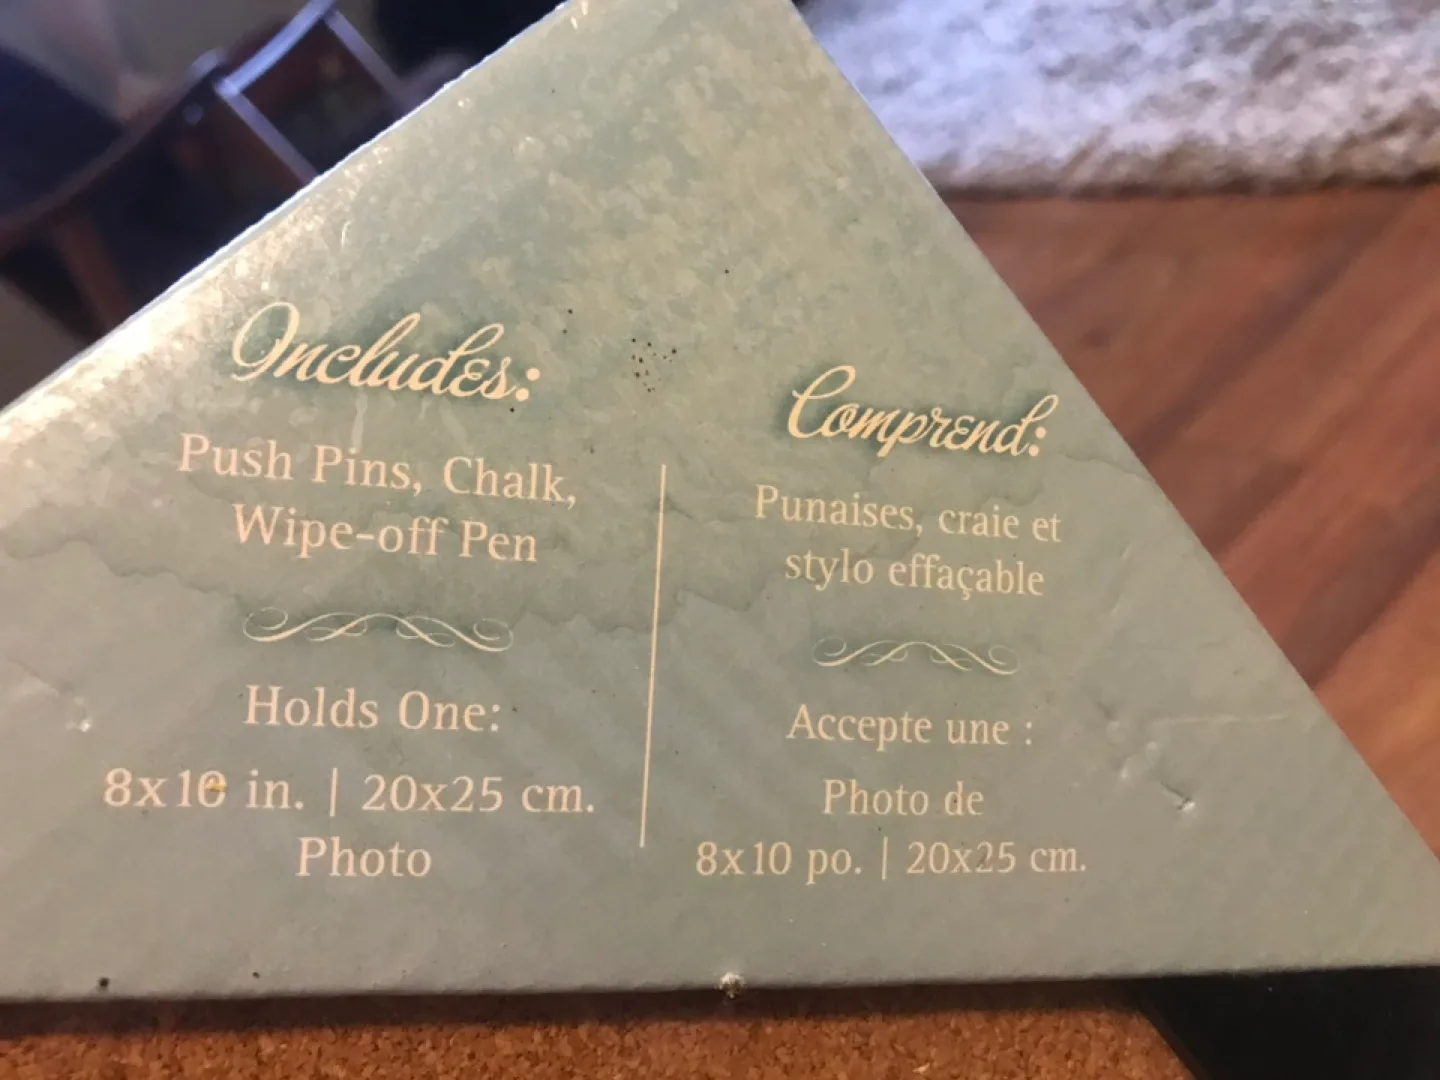 Includes:
Push Pins, Chalk,
Wipe-off Pen
Holds One:
8x10 in. | 20x25 cm.
Photo
Comprend:
Punaises, craie et
stylo effaçable
Accepte une :
Photo de
8x10 po. | 20x25 cm.